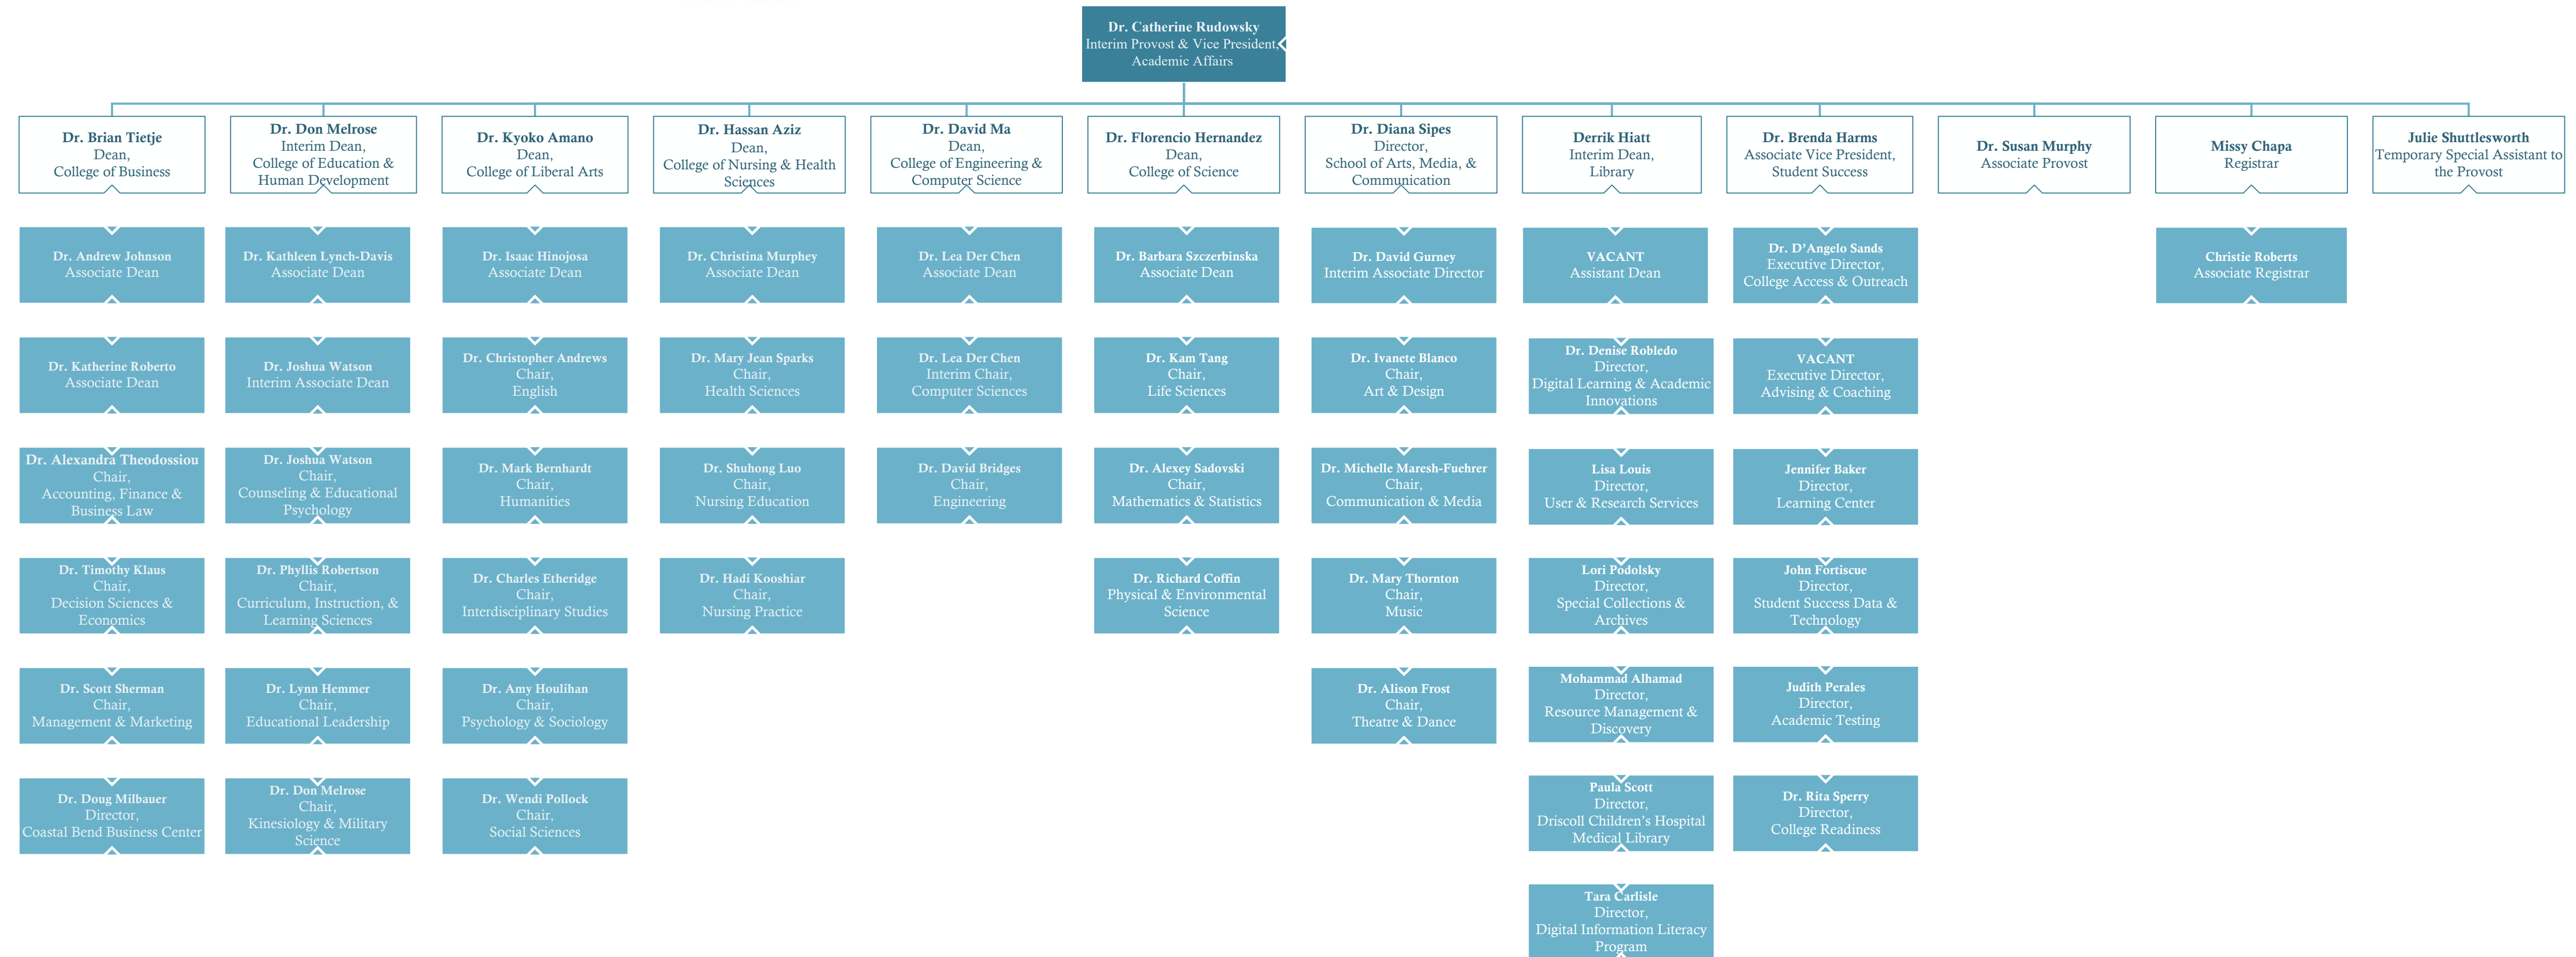 Dr. Catherine Rudowsky
Interim Provost & Vice President,
Academic Affairs
Dr. Brian Tietje
Dean,
College of Business
Dr. Don Melrose
Interim Dean,
College of Education &
Human Development
Dr. Kyoko Amano
Dean,
College of Liberal Arts
Dr. Hassan Aziz
Dean,
College of Nursing & Health
Sciences
Dr. David Ma
Dean,
College of Engineering &
Computer Science
Dr. Florencio Hernandez
Dean,
College of Science
Dr. Diana Sipes
Director,
School of Arts, Media, &
Communication
Derrik Hiatt
Interim Dean,
Library
Dr. Brenda Harms
Associate Vice President,
Student Success
Dr. Susan Murphy
Associate Provost
Missy Chapa
Registrar
Julie Shuttlesworth
Temporary Special Assistant to
the Provost
Dr. Andrew Johnson
Associate Dean
Dr. Kathleen Lynch-Davis
Associate Dean
Dr. Isaac Hinojosa
Associate Dean
Dr. Christina Murphey
Associate Dean
Dr. Lea Der Chen
Associate Dean
Dr. Barbara Szczerbinska
Associate Dean
Dr. David Gurney
Interim Associate Director
VACANT
Assistant Dean
Dr. D'Angelo Sands
Executive Director,
College Access & Outreach
Christie Roberts
Associate Registrar
Dr. Katherine Roberto
Associate Dean
Dr. Joshua Watson
Interim Associate Dean
Dr. Christopher Andrews
Chair,
English
Dr. Mary Jean Sparks
Chair,
Health Sciences
Dr. Lea Der Chen
Interim Chair,
Computer Sciences
Dr. Kam Tang
Chair,
Life Sciences
Dr. Ivanete Blanco
Chair,
Art & Design
Dr. Denise Robledo
Director,
Digital Learning & Academic
Innovations
VACANT
Executive Director,
Advising & Coaching
Dr. Alexandra Theodossiou
Chair,
Accounting, Finance &
Business Law
Dr. Joshua Watson
Chair,
Counseling & Educational
Psychology
Dr. Mark Bernhardt
Chair,
Humanities
Dr. Shuhong Luo
Chair,
Nursing Education
Dr. David Bridges
Chair,
Engineering
Dr. Alexey Sadovski
Chair,
Mathematics & Statistics
Dr. Michelle Maresh-Fuehrer
Chair,
Communication & Media
Lisa Louis
Director,
User & Research Services
Jennifer Baker
Director,
Learning Center
Dr. Timothy Klaus
Chair,
Decision Sciences &
Economics
Dr. Phyllis Robertson
Chair,
Curriculum, Instruction, &
Learning Sciences
Dr. Charles Etheridge
Chair,
Interdisciplinary Studies
Dr. Hadi Kooshiar
Chair,
Nursing Practice
Dr. Richard Coffin
Physical & Environmental
Science
Dr. Mary Thornton
Chair,
Music
Lori Podolsky
Director,
Special Collections &
Archives
John Fortiscue
Director,
Student Success Data &
Technology
Dr. Scott Sherman
Chair,
Management & Marketing
Dr. Lynn Hemmer
Chair,
Educational Leadership
Dr. Amy Houlihan
Chair,
Psychology & Sociology
Dr. Alison Frost
Chair,
Theatre & Dance
Mohammad Alhamad
Director,
Resource Management &
Discovery
Judith Perales
Director,
Academic Testing
Dr. Doug Milbauer
Director,
Coastal Bend Business Center
Dr. Don Melrose
Chair,
Kinesiology & Military
Science
Dr. Wendi Pollock
Chair,
Social Sciences
Paula Scott
Director,
Driscoll Children’s Hospital
Medical Library
Dr. Rita Sperry
Director,
College Readiness
Tara Carlisle
Director,
Digital Information Literacy
Program